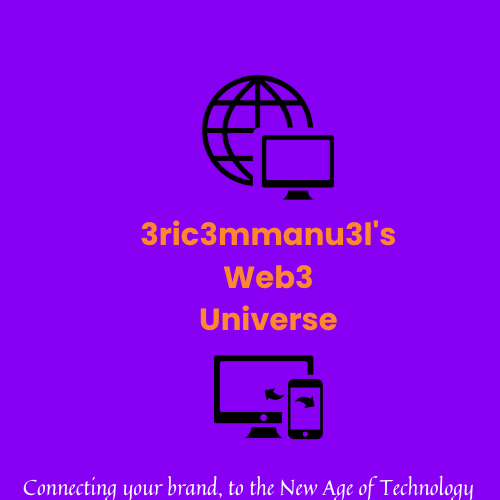 3ric3mmanu3l's
Web3
Universe
Connecting your brand, to the New Age of Technology